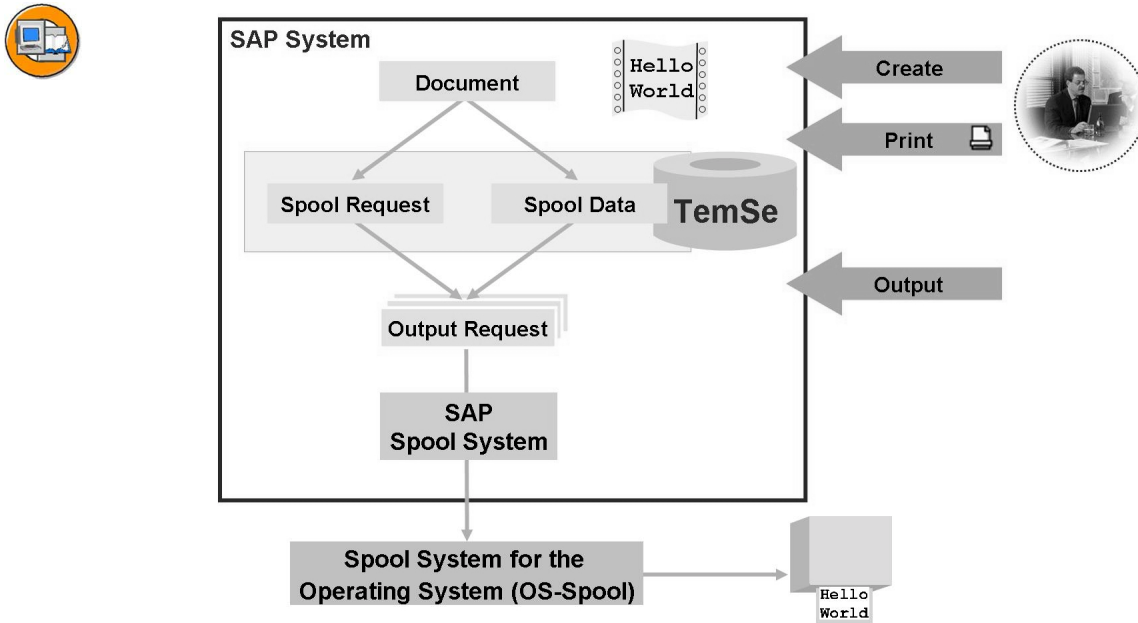 SAP System
Hello
World
Create
Document
Print
Spool Request
Spool Data
TemSe
Output
Output Request
SAP
Spool System
Spool System for the
Operating System (OS-Spool)
Hello
World